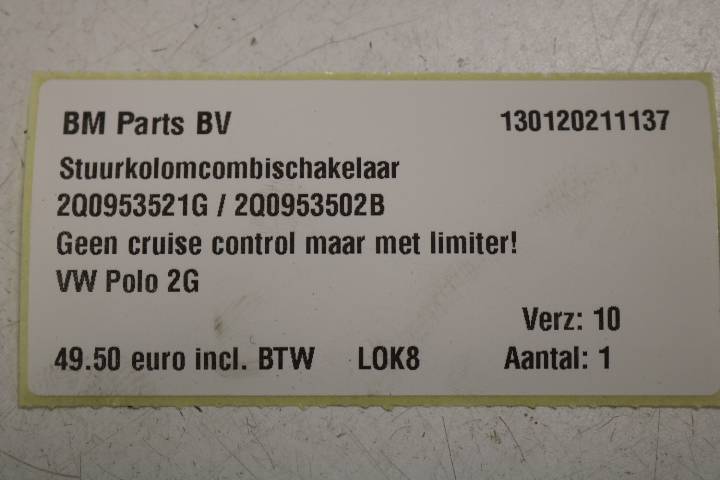 BM Parts BV 130120211137
Stuurkolomcombischakelaar
2Q0953521G / 2Q0953502B
Geen cruise control maar met limiter!
VW Polo 2G
Verz: 10
49.50 euro incl. BTW LOK8 Aantal: 1